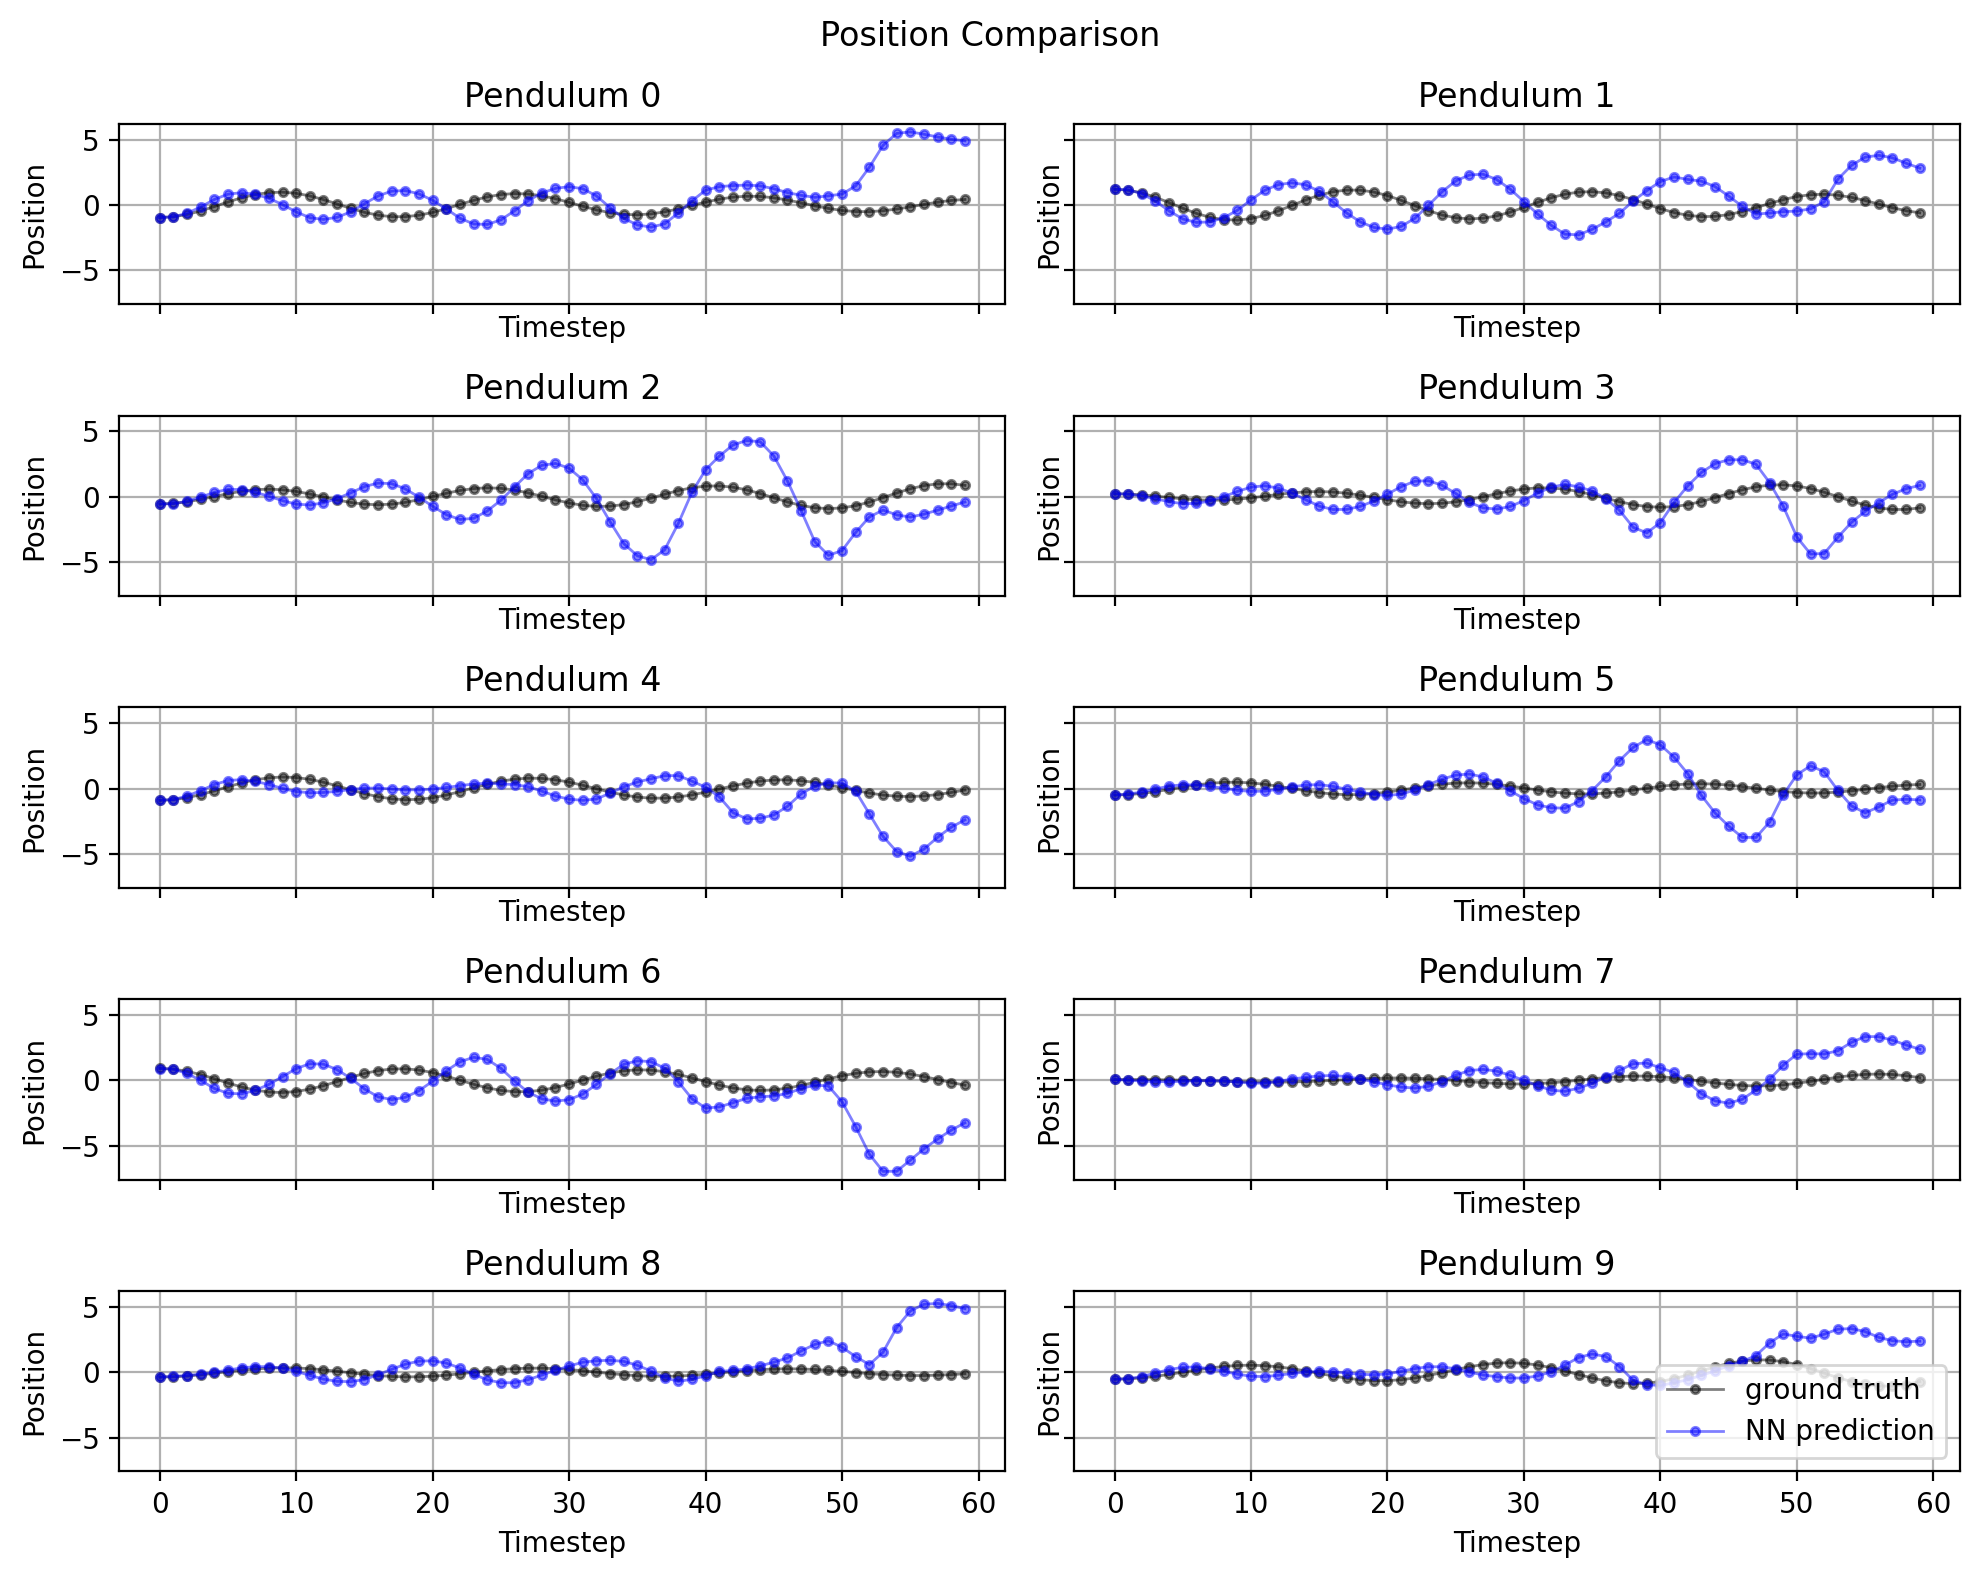 Position Comparison
Pendulum 0
Pendulum 1
5
0
−5
Position
Position
Timestep
Timestep
Pendulum 2
Pendulum 3
5
0
−5
Position
Position
Timestep
Timestep
Pendulum 4
Pendulum 5
5
0
−5
Position
Position
Timestep
Timestep
Pendulum 6
Pendulum 7
5
0
−5
Position
Position
Timestep
Timestep
Pendulum 8
Pendulum 9
5
0
−5
Position
Position
ground truth
NN prediction
0 10 20 30 40 50 60
0 10 20 30 40 50 60
Timestep
Timestep